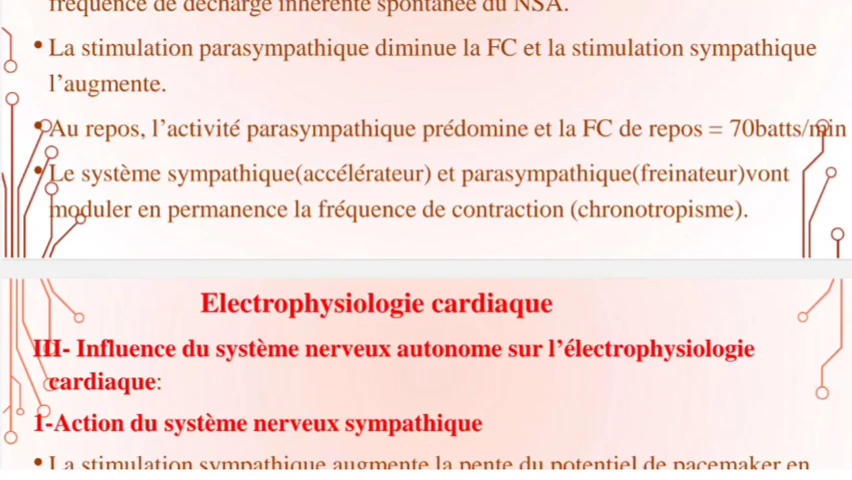 fréquence de décharge inhérente spontanée du NSA.
• La stimulation parasympathique diminue la FC et la stimulation sympathique
l’augmente.
• Au repos, l’activité parasympathique prédomine et la FC de repos = 70batts/min
• Le système sympathique(accélérateur) et parasympathique(freinateur)vont
moduler en permanence la fréquence de contraction (chronotropisme).
Electrophysiologie cardiaque
III- Influence du système nerveux autonome sur l’électrophysiologie
cardiaque:
1-Action du système nerveux sympathique
• La stimulation sympathique augmente la pente du potentiel de pacemaker en